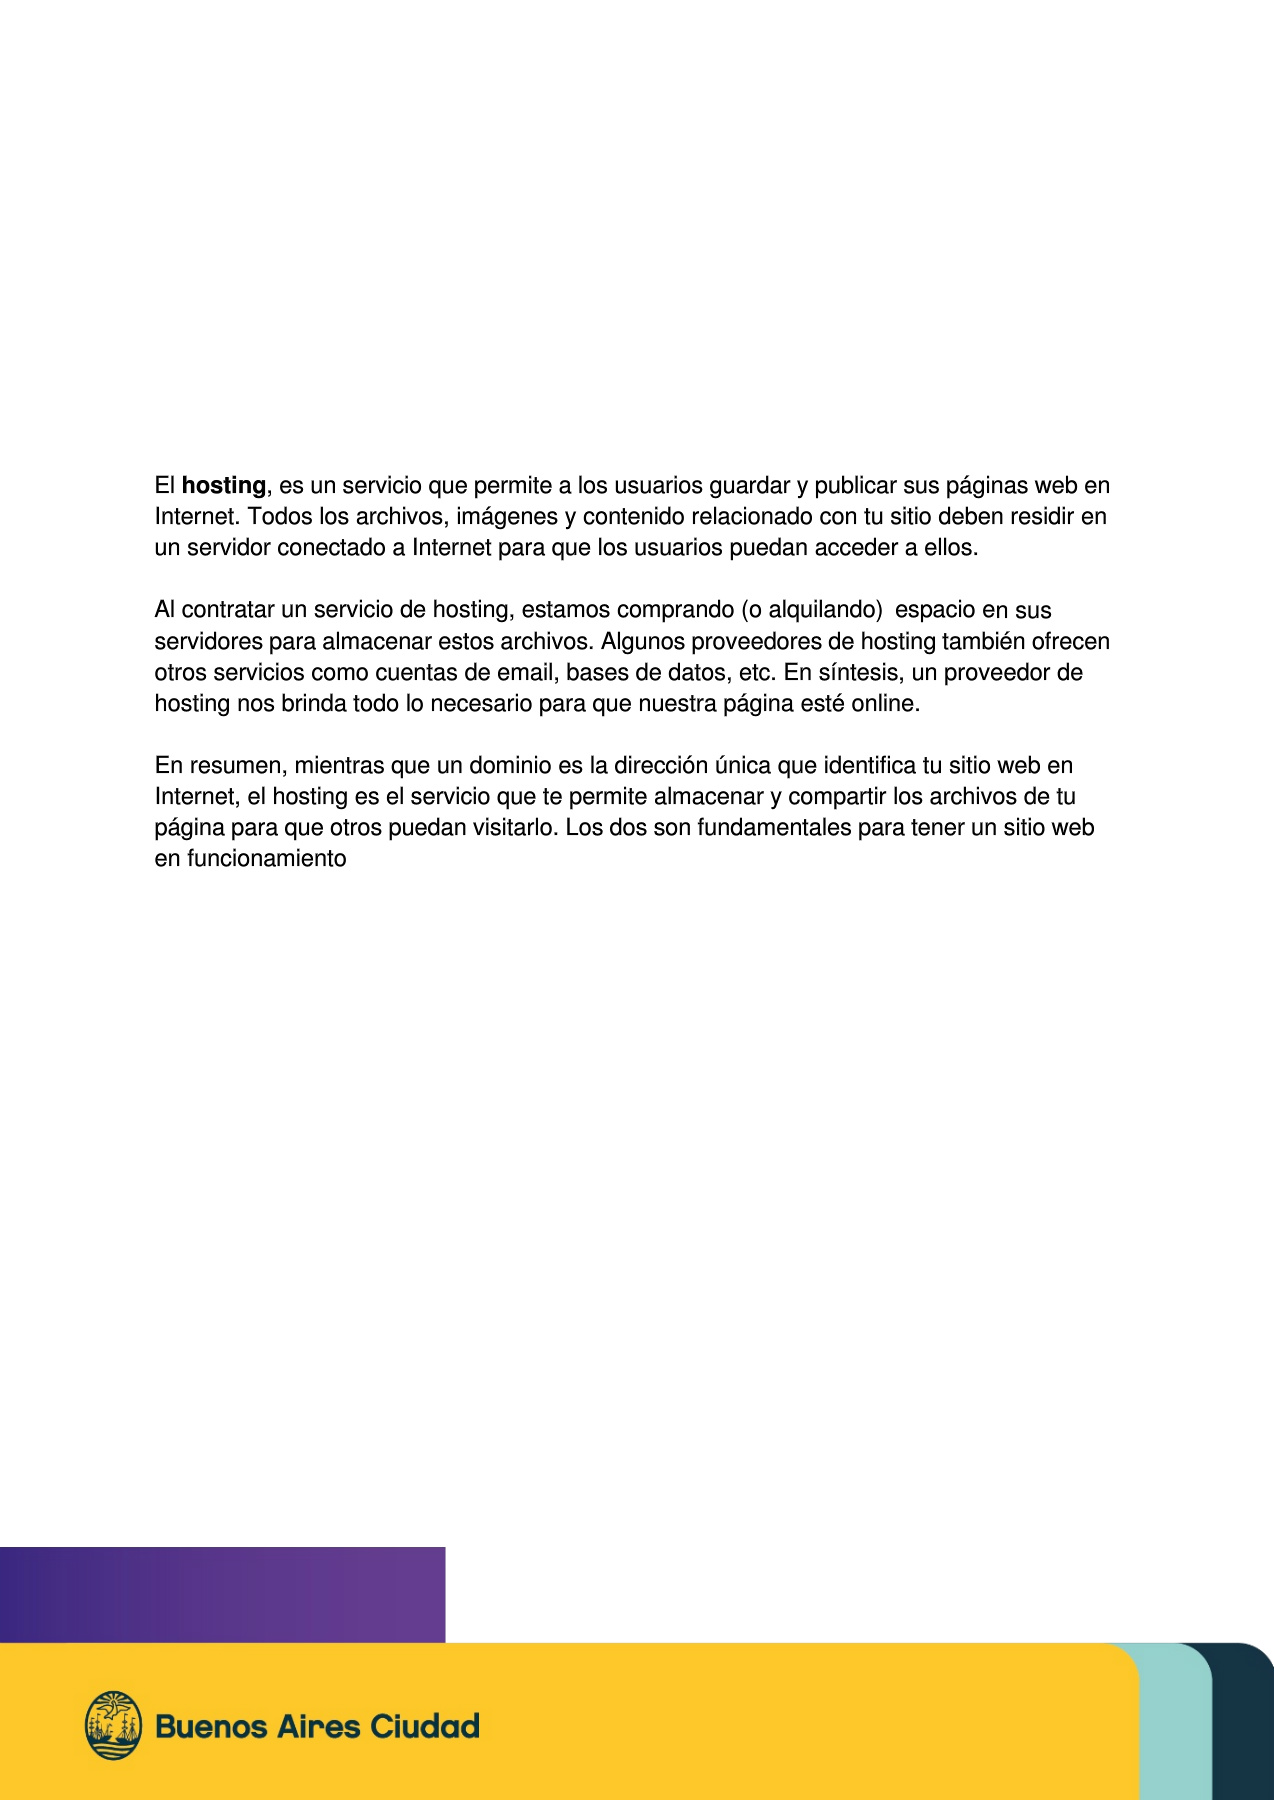 El hosting, es un servicio que permite a los usuarios guardar y publicar sus páginas web en
Internet. Todos los archivos, imágenes y contenido relacionado con tu sitio deben residir en
un servidor conectado a Internet para que los usuarios puedan acceder a ellos.
Al contratar un servicio de hosting, estamos comprando (o alquilando)  espacio en sus
servidores para almacenar estos archivos. Algunos proveedores de hosting también ofrecen
otros servicios como cuentas de email, bases de datos, etc. En síntesis, un proveedor de
hosting nos brinda todo lo necesario para que nuestra página esté online.
En resumen, mientras que un dominio es la dirección única que identifica tu sitio web en
Internet, el hosting es el servicio que te permite almacenar y compartir los archivos de tu
página para que otros puedan visitarlo. Los dos son fundamentales para tener un sitio web
en funcionamiento
Buenos Aires Ciudad